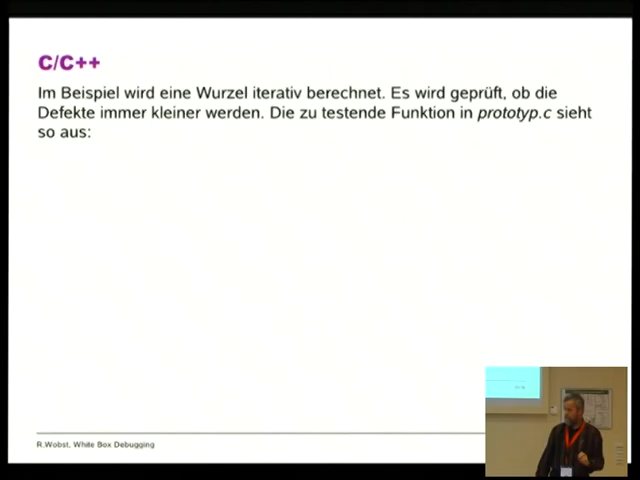 C/C++
Im Beispiel wird eine Wurzel iterativ berechnet. Es wird geprüft, ob die
Defekte immer kleiner werden. Die zu testende Funktion in prototyp.c sieht
so aus:
R.Wobst, White Box Debugging